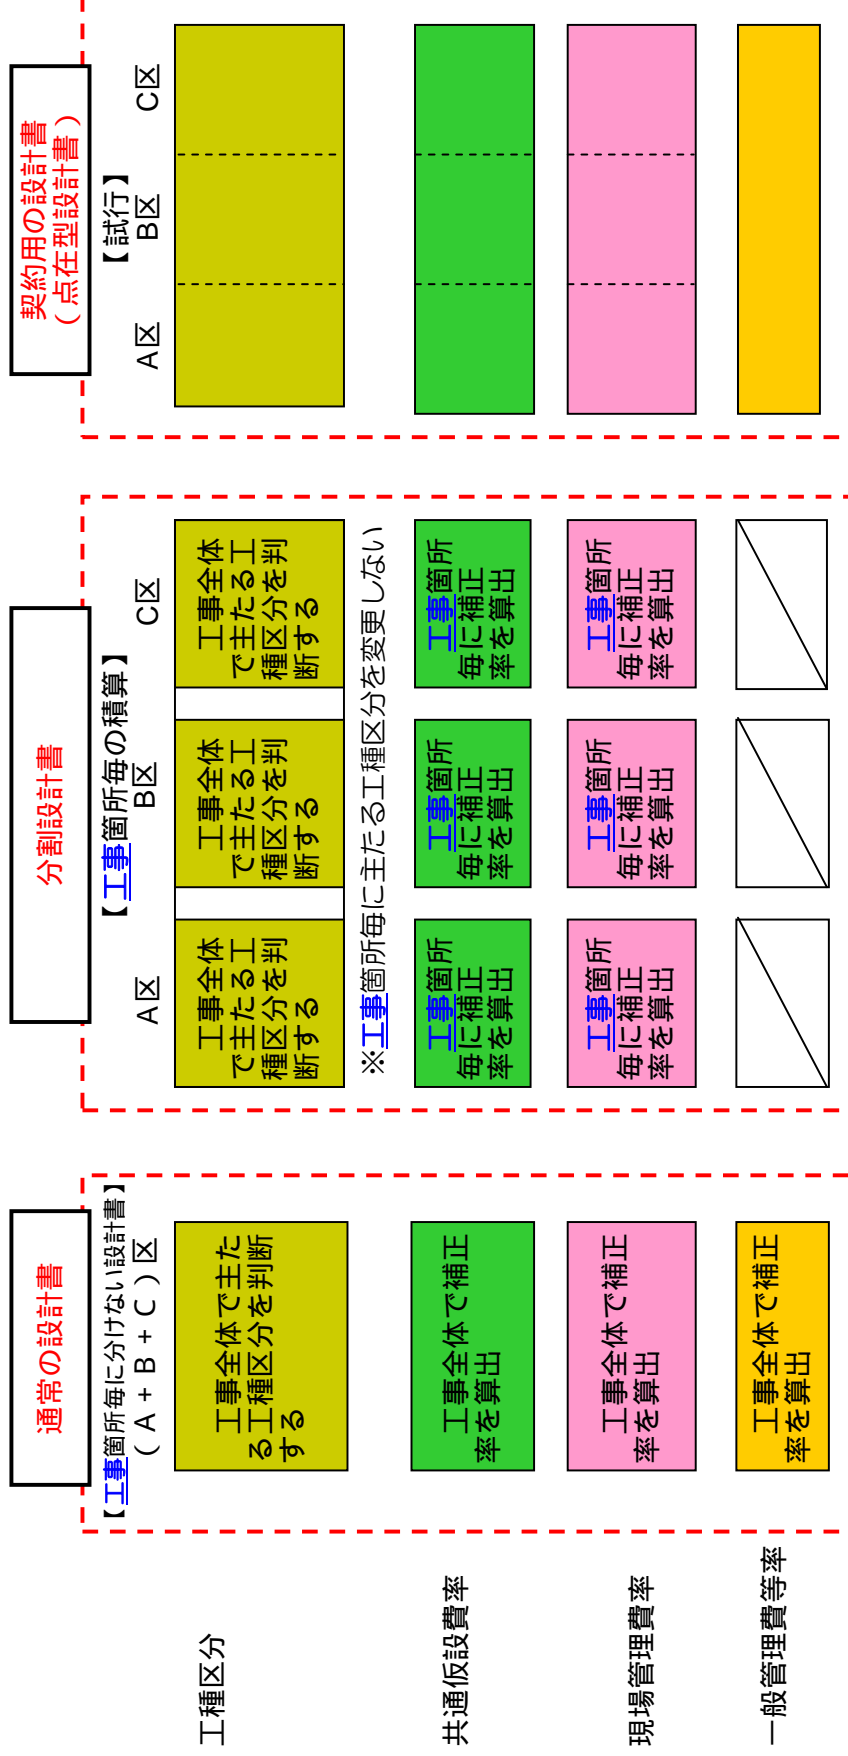 通常の設計書
【工事箇所毎に分けない設計書】
（Ａ＋Ｂ＋Ｃ）区
分割設計書
【工事箇所毎の積算】
A区
B区
C区
契約用の設計書
（点在型設計書）
【試行】
A区
B区
C区
工種区分
工事全体で主た
る工種区分を判断
する
工事全体
で主たる工
種区分を判
断する
工事全体
で主たる工
種区分を判
断する
工事全体
で主たる工
種区分を判
断する
※工事箇所毎に主たる工種区分を変更しない
共通仮設費率
工事全体で補正
率を算出
工事箇所
毎に補正
率を算出
工事箇所
毎に補正
率を算出
工事箇所
毎に補正
率を算出
現場管理費率
工事全体で補正
率を算出
工事箇所
毎に補正
率を算出
工事箇所
毎に補正
率を算出
工事箇所
毎に補正
率を算出
一般管理費等率
工事全体で補正
率を算出